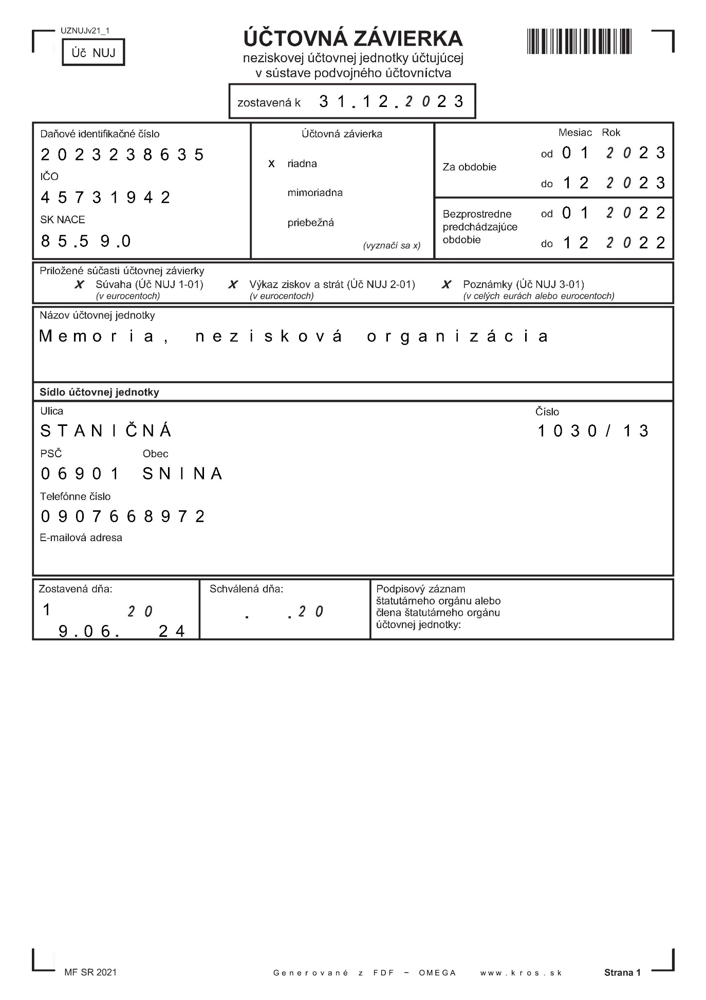 UZNUJv21_1
Úč NUJ
ÚČTOVNÁ ZÁVIERKA
neziskovej účtovnej jednotky účtujúcej
v sústave podvojného účtovníctva
zostavená k 31.12.2023
Daňové identifikačné číslo
2023238635
IČO
45731942
SK NACE
85.59.0
Účtovná závierka
x riadna
mimoriadna
priebežná
(vyznačí sa x)
Mesiac Rok
Za obdobie
od 01 2023
do 12 2023
Bezprostredne
predchádzajúce
obdobie
od 01 2022
do 12 2022
Priložené súčasti účtovnej závierky
x Súvaha (Úč NUJ 1-01) x Výkaz ziskov a strát (Úč NUJ 2-01) x Poznámky (Úč NUJ 3-01)
(v eurocentoch) (v eurocentoch) (v celých eurách alebo eurocentoch)
Názov účtovnej jednotky
Memoria, nezisková organizácia
Sídlo účtovnej jednotky
Ulica Číslo
STANIČNÁ 1030/13
PSČ Obec
06901 SNINA
Telefónne číslo
0907668972
E-mailová adresa
Zostavená dňa:
1 20
9.06. 24
Schválená dňa:
. .20
Podpisový záznam
štatutárneho orgánu alebo
člena štatutárneho orgánu
účtovnej jednotky:
MF SR 2021 Generované z FDF – OMEGA www.kros.sk Strana 1